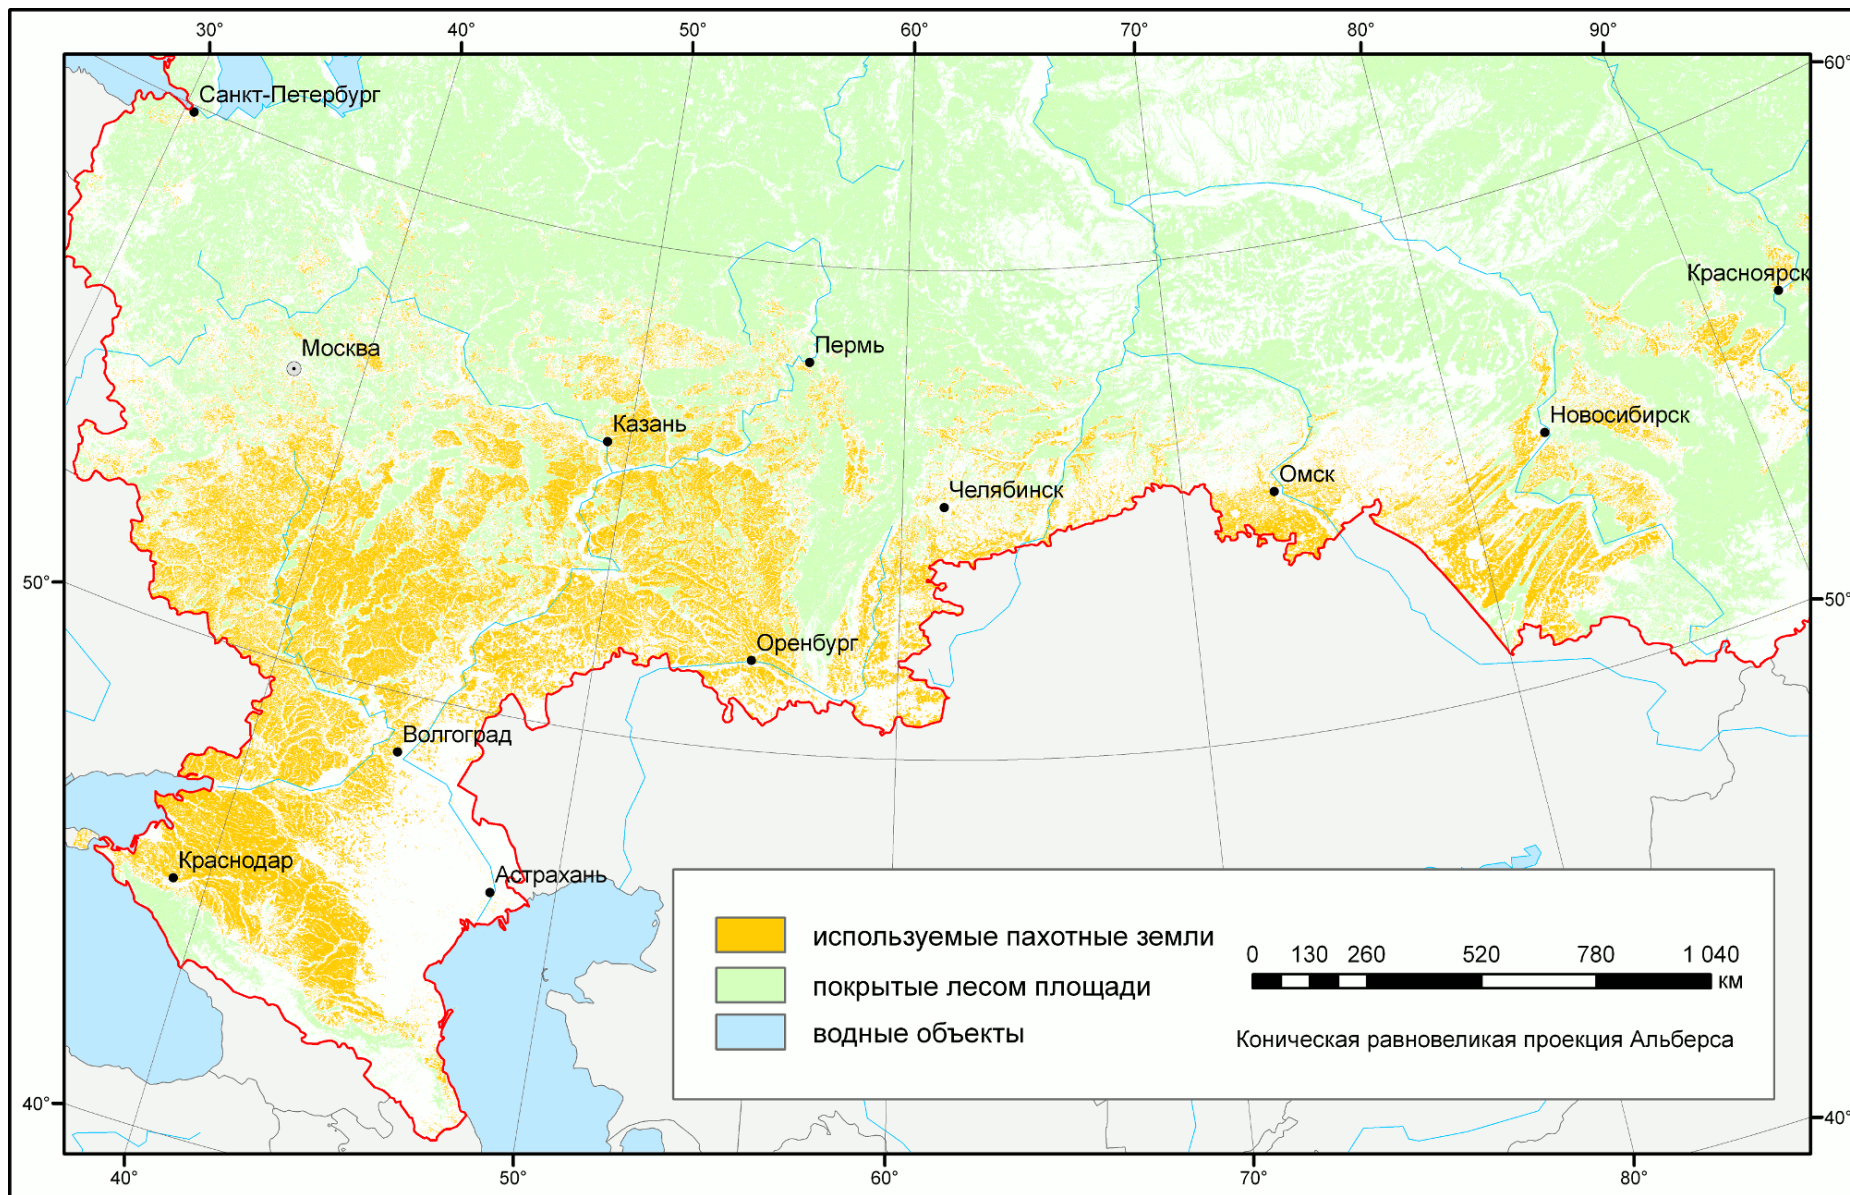 30° 40° 50° 60° 70° 80° 90°
60°
Санкт-Петербург
Красноярск
Москва
Пермь
Новосибирск
Казань
Омск
Челябинск
50°
50°
Оренбург
Волгоград
Краснодар
Астрахань
используемые пахотные земли
покрытые лесом площади
водные объекты
0 130 260 520 780 1 040
км
Коническая равновеликая проекция Альберса
40°
40°
40° 50° 60° 70° 80°